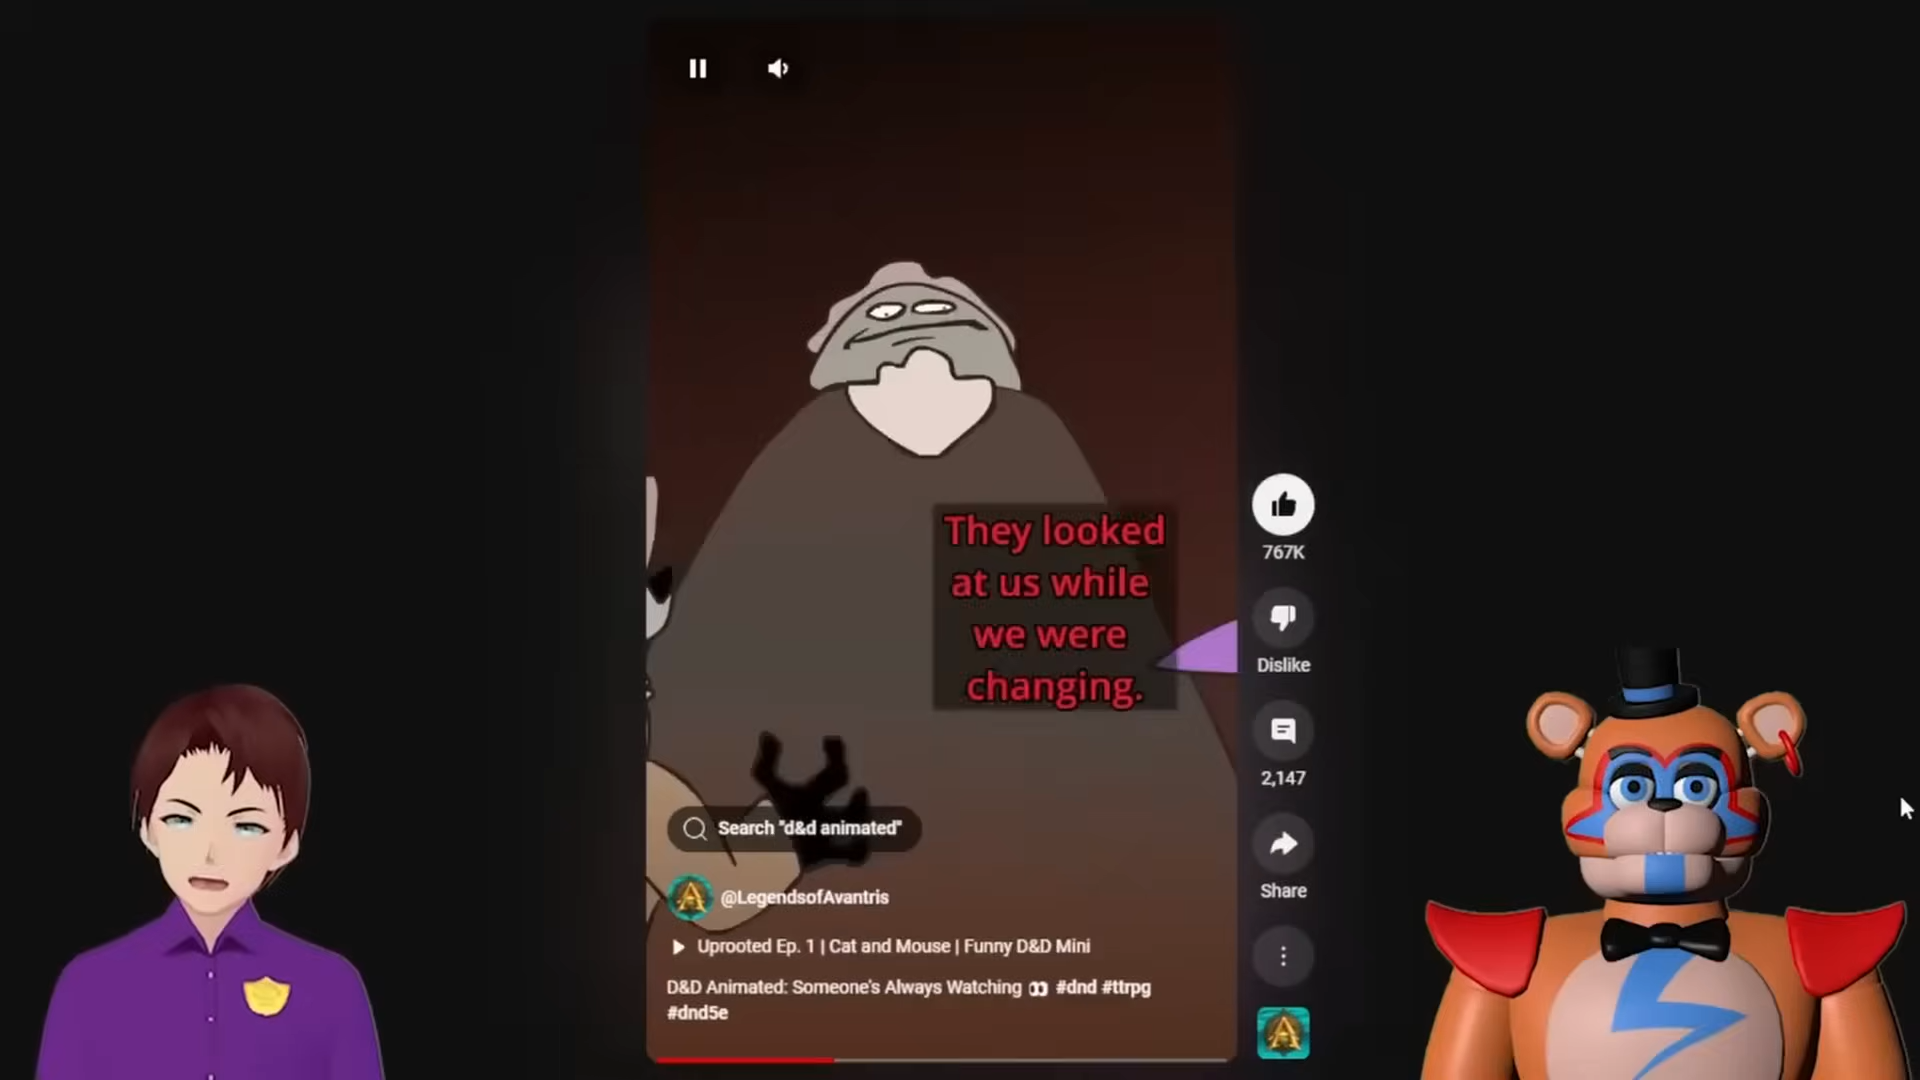 They looked
at us while
we were
changing.
767K
Dislike
2,147
Search "d&d animated"
Share
@LegendsofAvantris
Uprooted Ep. 1 | Cat and Mouse | Funny D&D Mini
D&D Animated: Someone's Always Watching 👀 #dnd #ttrpg
#dnd5e